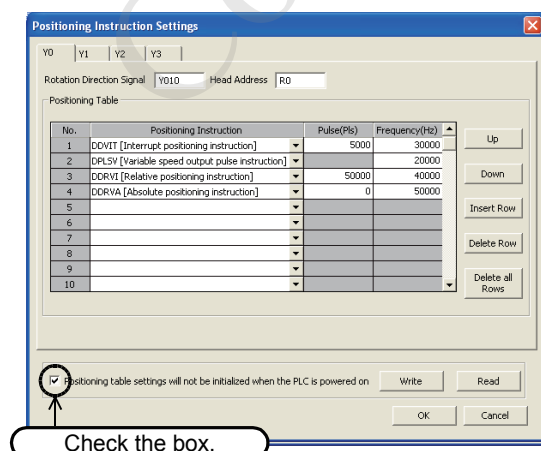 Positioning Instruction Settings
Y0 Y1 Y2 Y3
Rotation Direction Signal Y010 Head Address R0
Positioning Table
No. Positioning Instruction Pulse(Pls) Frequency(Hz)
1 DDVIT [Interrupt positioning instruction] 5000 30000
2 DPLSV [Variable speed output pulse instruction] 20000
3 DDRVI [Relative positioning instruction] 50000 40000
4 DDRVA [Absolute positioning instruction] 0 50000
5
6
7
8
9
10
Up
Down
Insert Row
Delete Row
Delete all
Rows
Positioning table settings will not be initialized when the PLC is powered on Write Read
OK Cancel
Check the box.